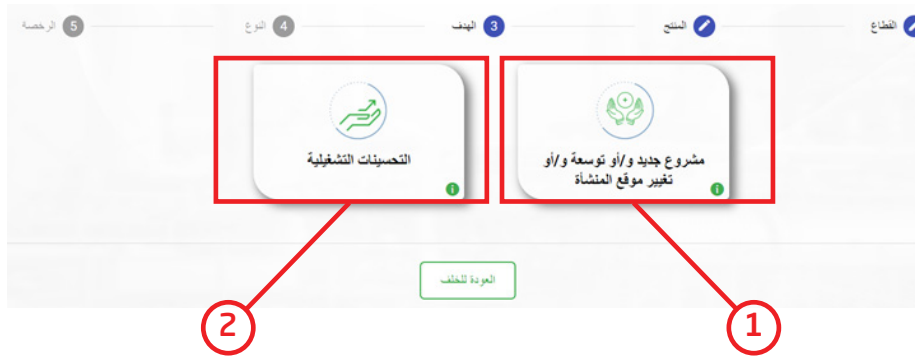 القطاع
المنتج
3 الهدف
4 النوع
5 الرخصة
مشروع جديد و/أو توسعة و/أو
تغيير موقع المنشأة
التحسينات التشغيلية
العودة للخلف
1
2